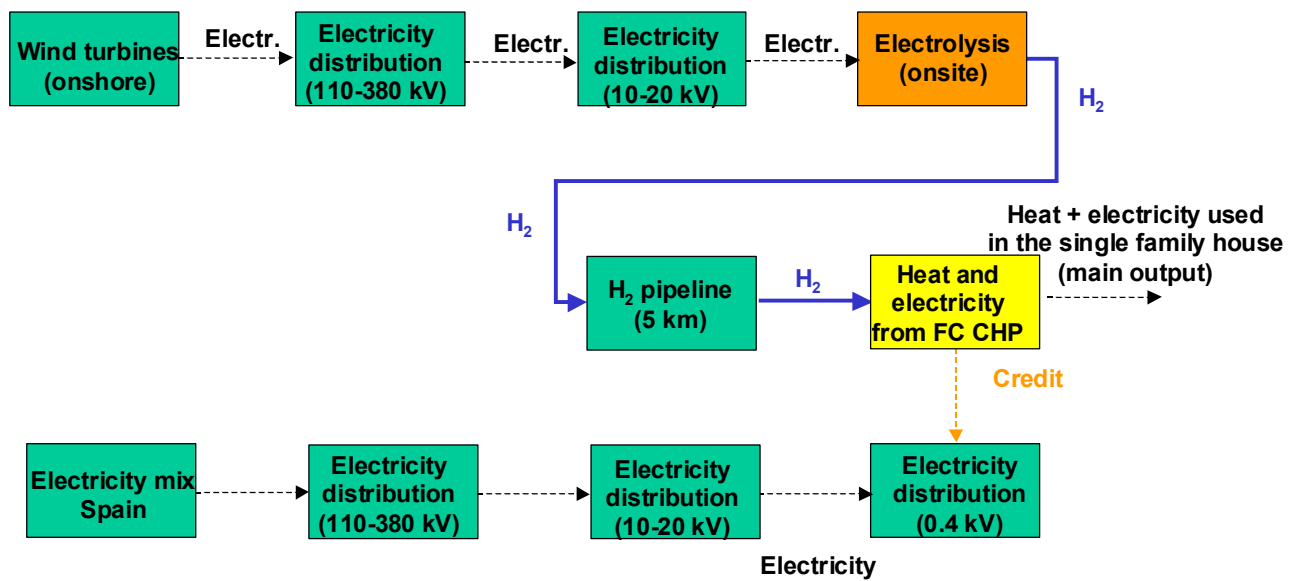 Wind turbines
(onshore)
Electr.
Electricity
distribution
(110-380 kV)
Electr.
Electricity
distribution
(10-20 kV)
Electr.
Electrolysis
(onsite)
H₂
H₂
H₂ pipeline
(5 km)
H₂
Heat and
electricity
from FC CHP
Heat + electricity used
in the single family house
(main output)
Credit
Electricity mix
Spain
Electricity
distribution
(110-380 kV)
Electricity
distribution
(10-20 kV)
Electricity
distribution
(0.4 kV)
Electricity